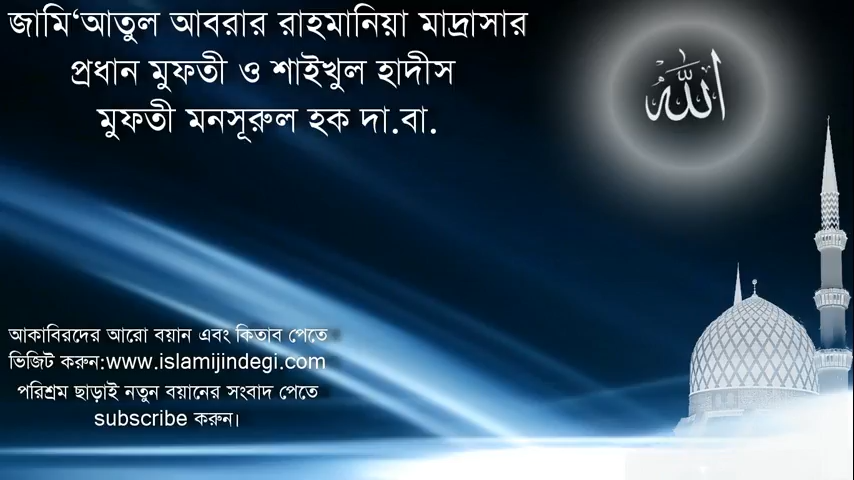 জামি‘আতুল আবরার রাহমানিয়া মাদ্রাসার
প্রধান মুফতী ও শাইখুল হাদীস
মুফতী মনসূরুল হক দা.বা.
الله
আকাবিরদের আরো বয়ান এবং কিতাব পেতে
ভিজিট করুন:www.islamijindegi.com
পরিশ্রম ছাড়াই নতুন বয়ানের সংবাদ পেতে
subscribe করুন।